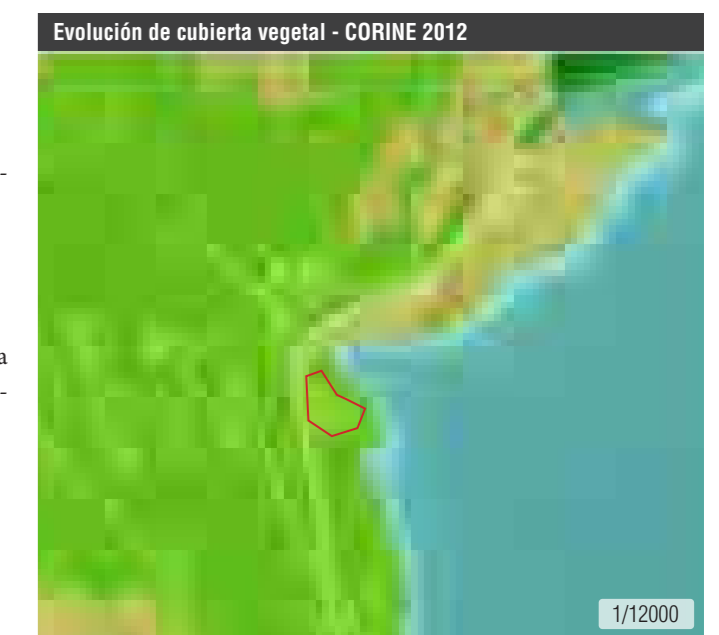 Evolución de cubierta vegetal - CORINE 2012
-
a
-
1/12000